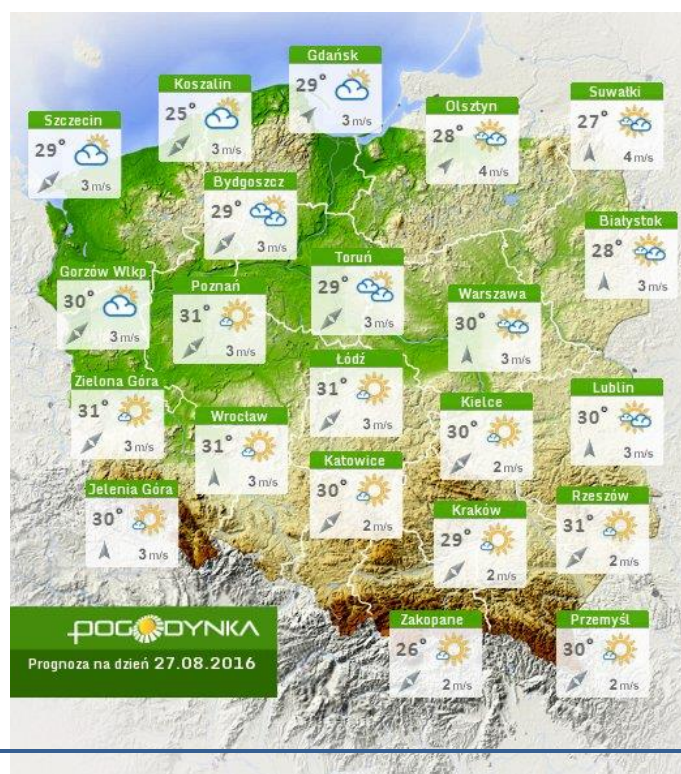 Gdańsk
29°
3 m/s
Koszalin
25°
3 m/s
Suwałki
27°
4 m/s
Olsztyn
28°
4 m/s
Szczecin
29°
3 m/s
Bydgoszcz
29°
3 m/s
Białystok
28°
3 m/s
Toruń
29°
3 m/s
Gorzów Wlkp
30°
3 m/s
Poznań
31°
3 m/s
Warszawa
30°
3 m/s
Łódź
31°
3 m/s
Zielona Góra
31°
3 m/s
Lublin
30°
3 m/s
Kielce
30°
2 m/s
Wrocław
31°
3 m/s
Katowice
30°
2 m/s
Jelenia Góra
30°
3 m/s
Rzeszów
31°
2 m/s
Kraków
29°
2 m/s
Zakopane
26°
2 m/s
Przemyśl
30°
2 m/s
POGODYNKA
Prognoza na dzień 27.08.2016